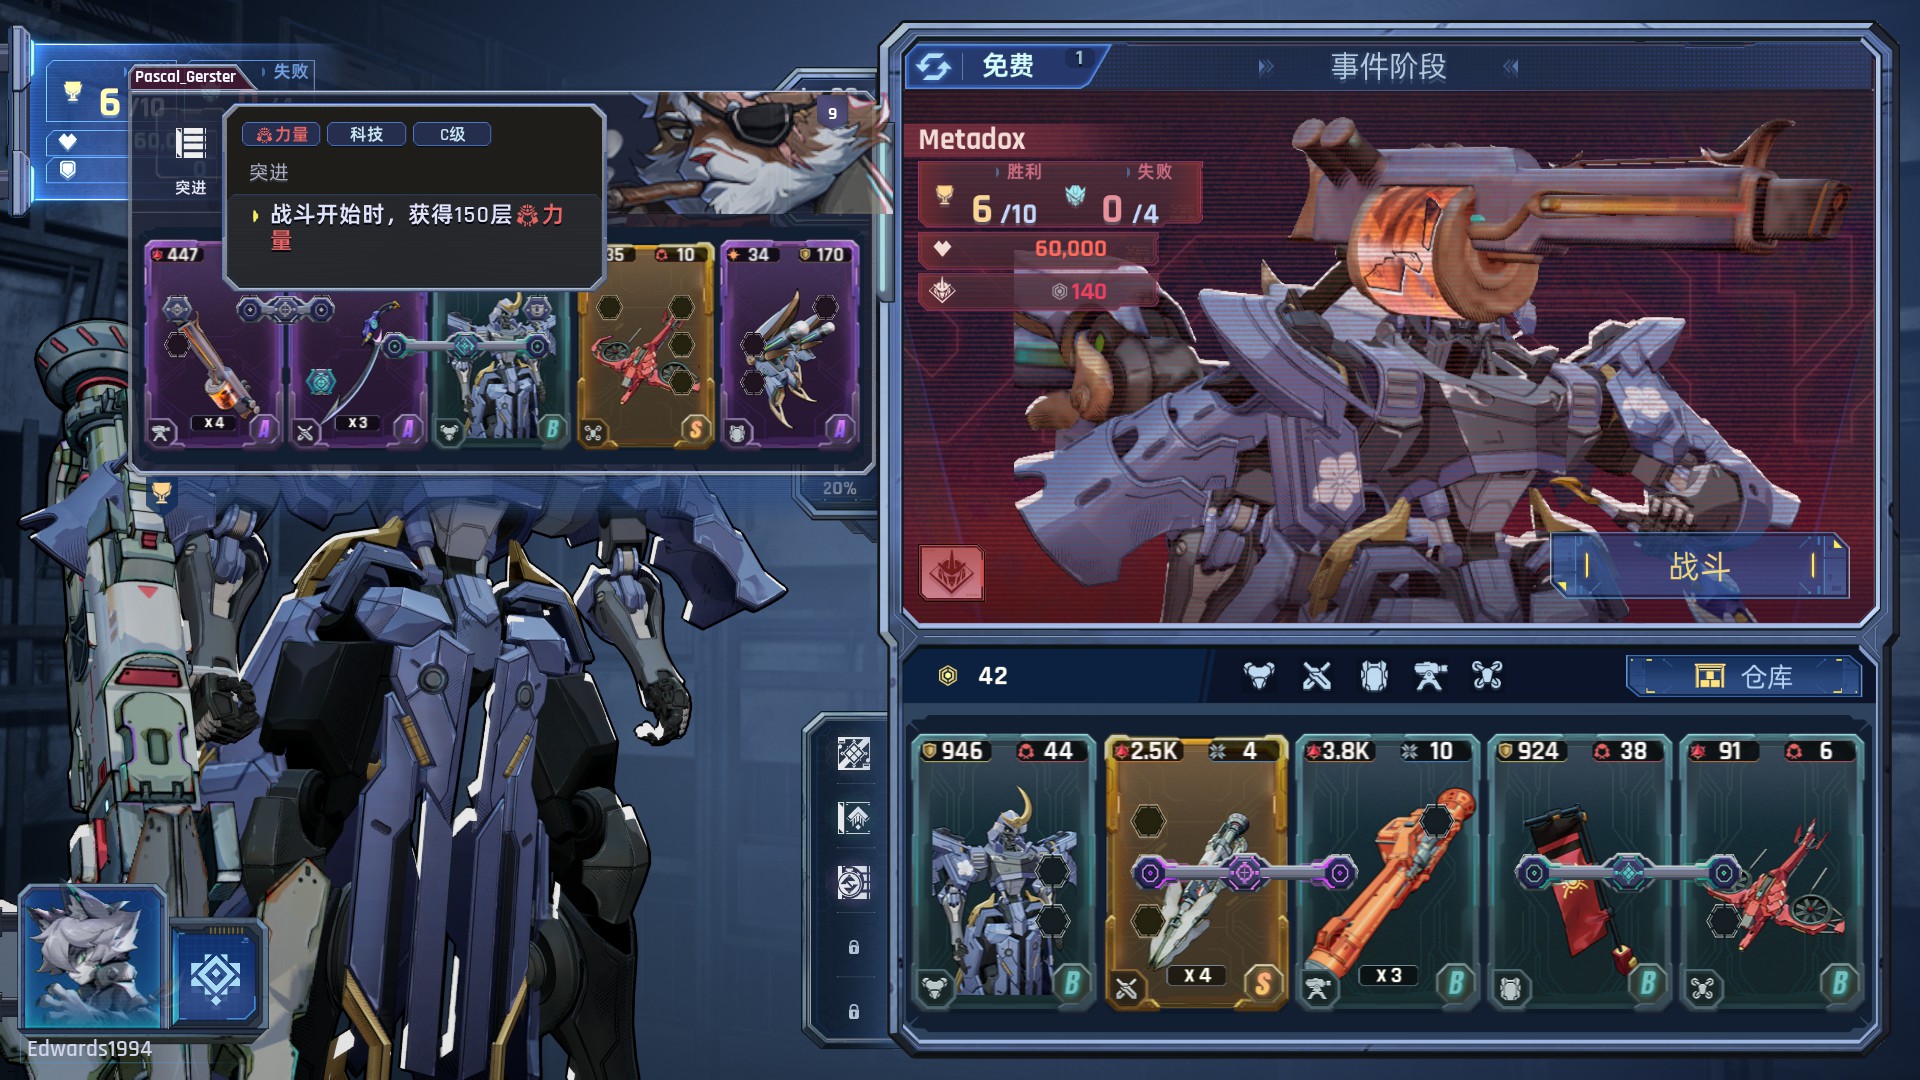 Pascal_Gerster
失败
6/10
突进
力量
科技
C级
突进
战斗开始时，获得150层力
量
9
447
35
10
34
170
X4
A
X3
A
B
S
A
20%
Edwards1994
免费
1
事件阶段
Metadox
胜利
失败
6/10
0/4
60,000
140
战斗
42
仓库
946
44
2.5K
4
3.8K
10
924
38
91
6
B
X4
S
X3
B
B
B